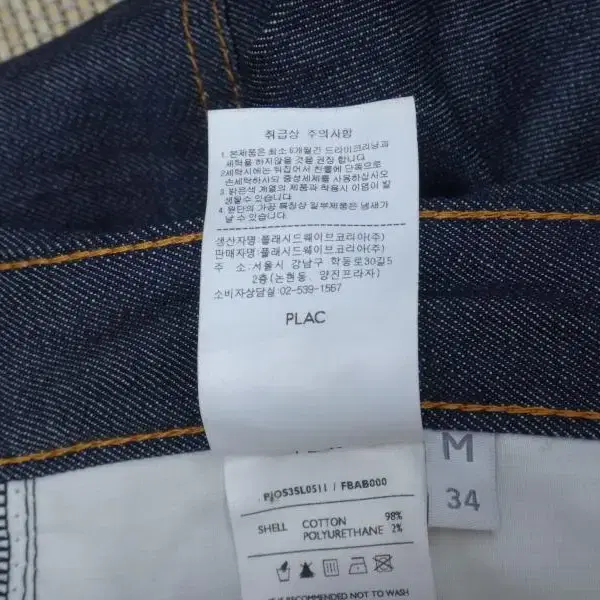 취급상 주의사항
1. 본제품은 최소 6개월간 드라이크리닝과
세탁을 하지않을 것을 권장 합니다.
2.세탁시에는 뒤집어서 찬물에 단독으로
손세탁하시되 중성세제를 사용하십시오
3. 밝은색 계열의 제품과 착용시 이염이 발
생될수 있습니다.
4. 원단의 가공 특징상 일부제품은 냄새가
날 수 있습니다.
생산자명:플래시드웨이브코리아(주)
판매자명:플래시드웨이브코리아(주)
주 소:서울시 강남구 학동로30길5
2층(논현동, 양진프라자)
소비자상담실:02-539-1567
PLAC
M
34
PJOS3SL0511 / FBAB000
SHELL COTTON 98%
POLYURETHANE 2%
IT IS RECOMMENDED NOT TO WASH